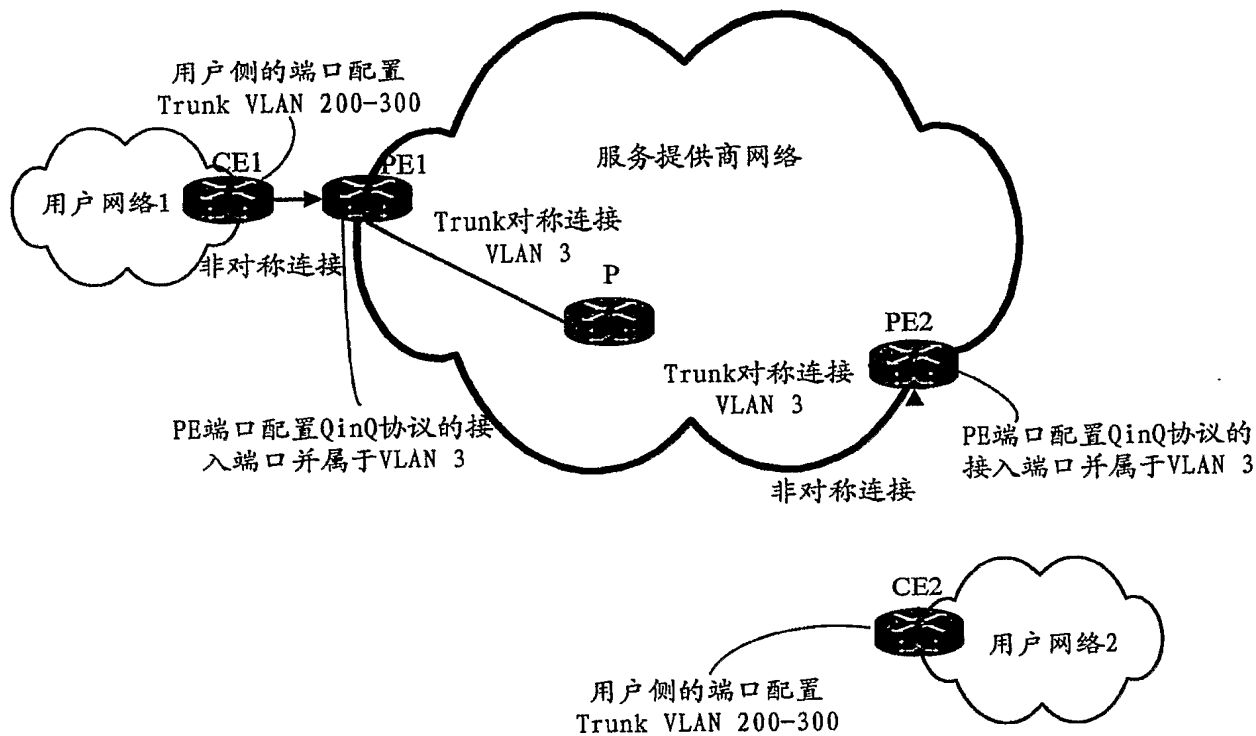 用户侧的端口配置
Trunk VLAN 200-300
CE1
PE1
服务提供商网络
用户网络1
Trunk对称连接
VLAN 3
非对称连接
P
PE2
Trunk对称连接
VLAN 3
PE端口配置QinQ协议的接
入端口并属于VLAN 3
PE端口配置QinQ协议的
接入端口并属于VLAN 3
非对称连接
CE2
用户网络2
用户侧的端口配置
Trunk VLAN 200-300